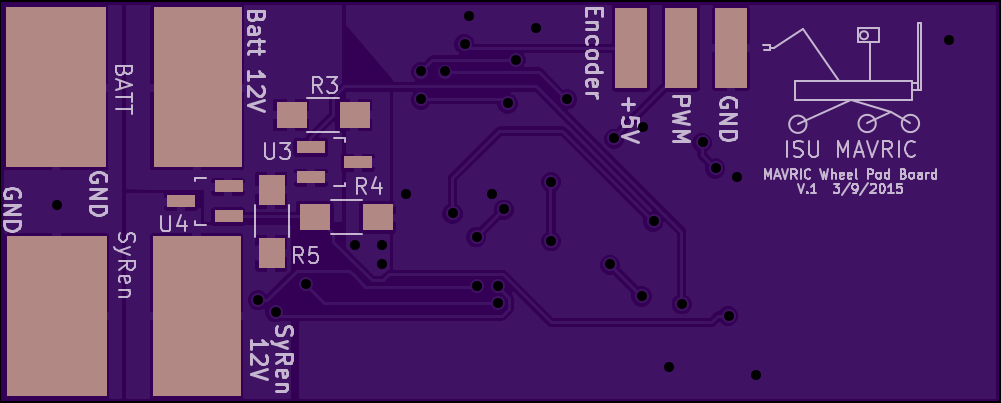 BATT
Batt 12V
R3
U3
R4
U4
R5
GND
GND
SyRen
SyRen
12V
Encoder
+5V
PWM
GND
ISU MAVRIC
MAVRIC Wheel Pod Board
V.1 3/9/2015